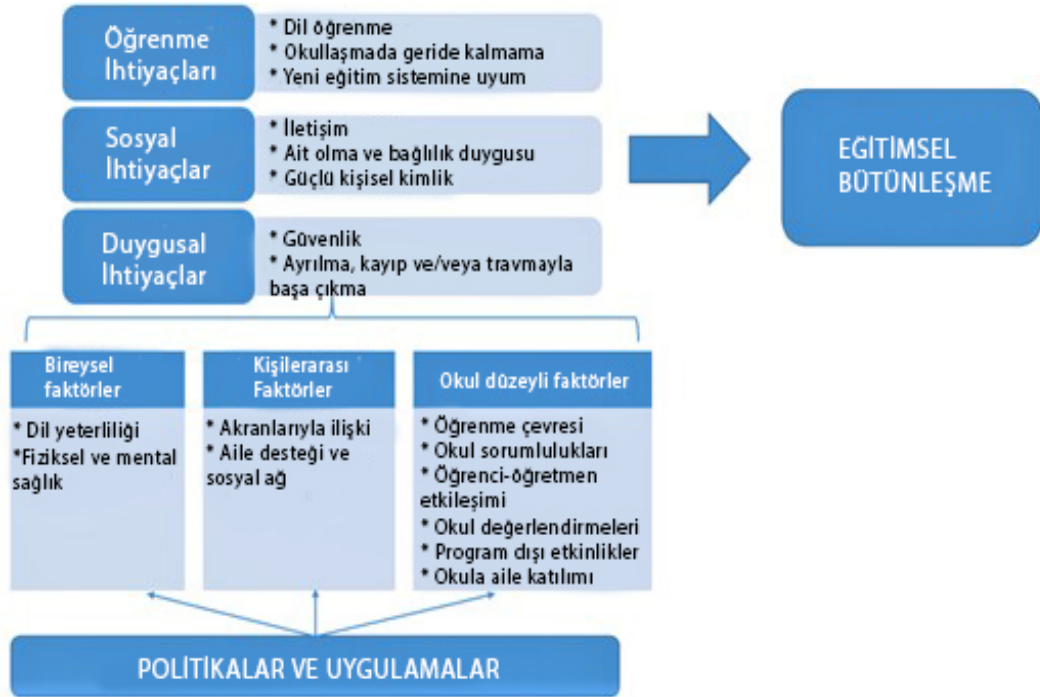 Öğrenme
İhtiyaçları
* Dil öğrenme
* Okullaşmada geride kalmama
* Yeni eğitim sistemine uyum
Sosyal
İhtiyaçlar
* İletişim
* Ait olma ve bağlılık duygusu
* Güçlü kişisel kimlik
EĞİTİMSEL
BÜTÜNLEŞME
Duygusal
İhtiyaçlar
* Güvenlik
* Ayrılma, kayıp ve/veya travmayla
başa çıkma
Bireysel
faktörler
* Dil yeterliliği
*Fiziksel ve mental
sağlık
Kişilerarası
Faktörler
* Akranlarıyla ilişki
* Aile desteği ve
sosyal ağ
Okul düzeyli faktörler
* Öğrenme çevresi
* Okul sorumlulukları
* Öğrenci-öğretmen
etkileşimi
* Okul değerlendirmeleri
* Program dışı etkinlikler
* Okula aile katılımı
POLİTİKALAR VE UYGULAMALAR